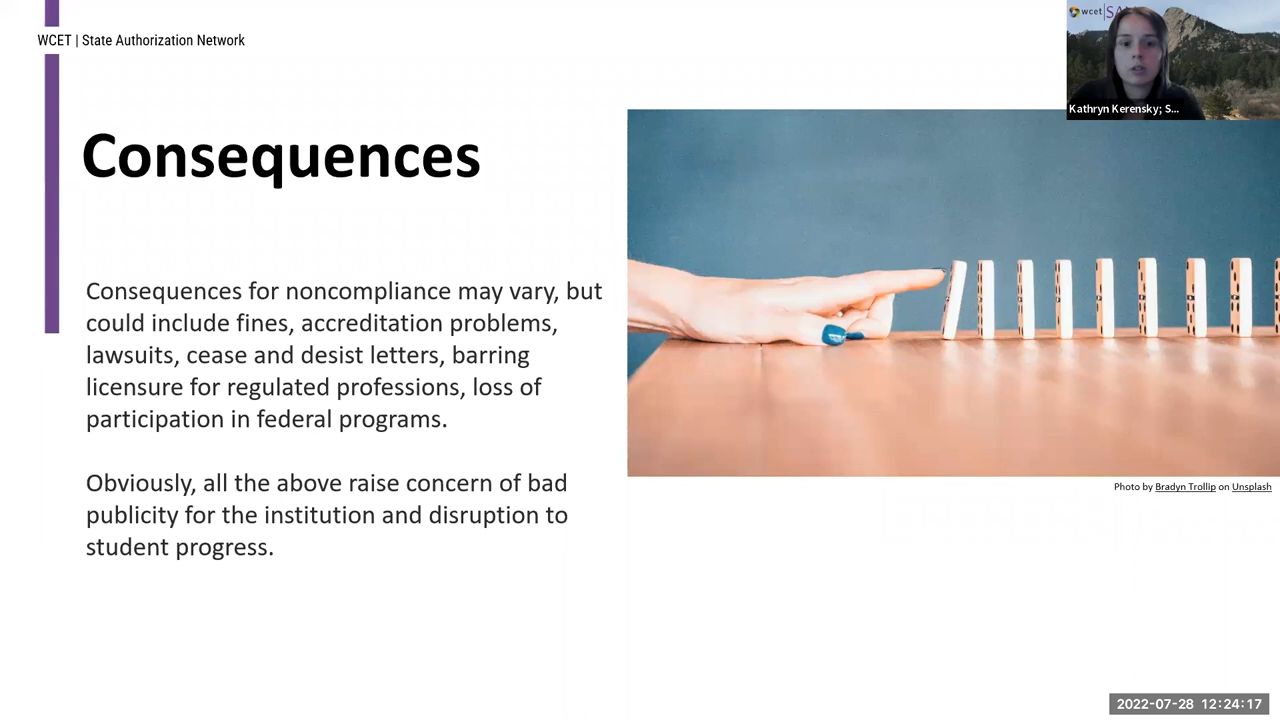 WCET | State Authorization Network
wcet
Kathryn Kerensky; S...
Consequences
Consequences for noncompliance may vary, but
could include fines, accreditation problems,
lawsuits, cease and desist letters, barring
licensure for regulated professions, loss of
participation in federal programs.
Obviously, all the above raise concern of bad
publicity for the institution and disruption to
student progress.
Photo by Bradyn Trollip on Unsplash
2022-07-28 12:24:17